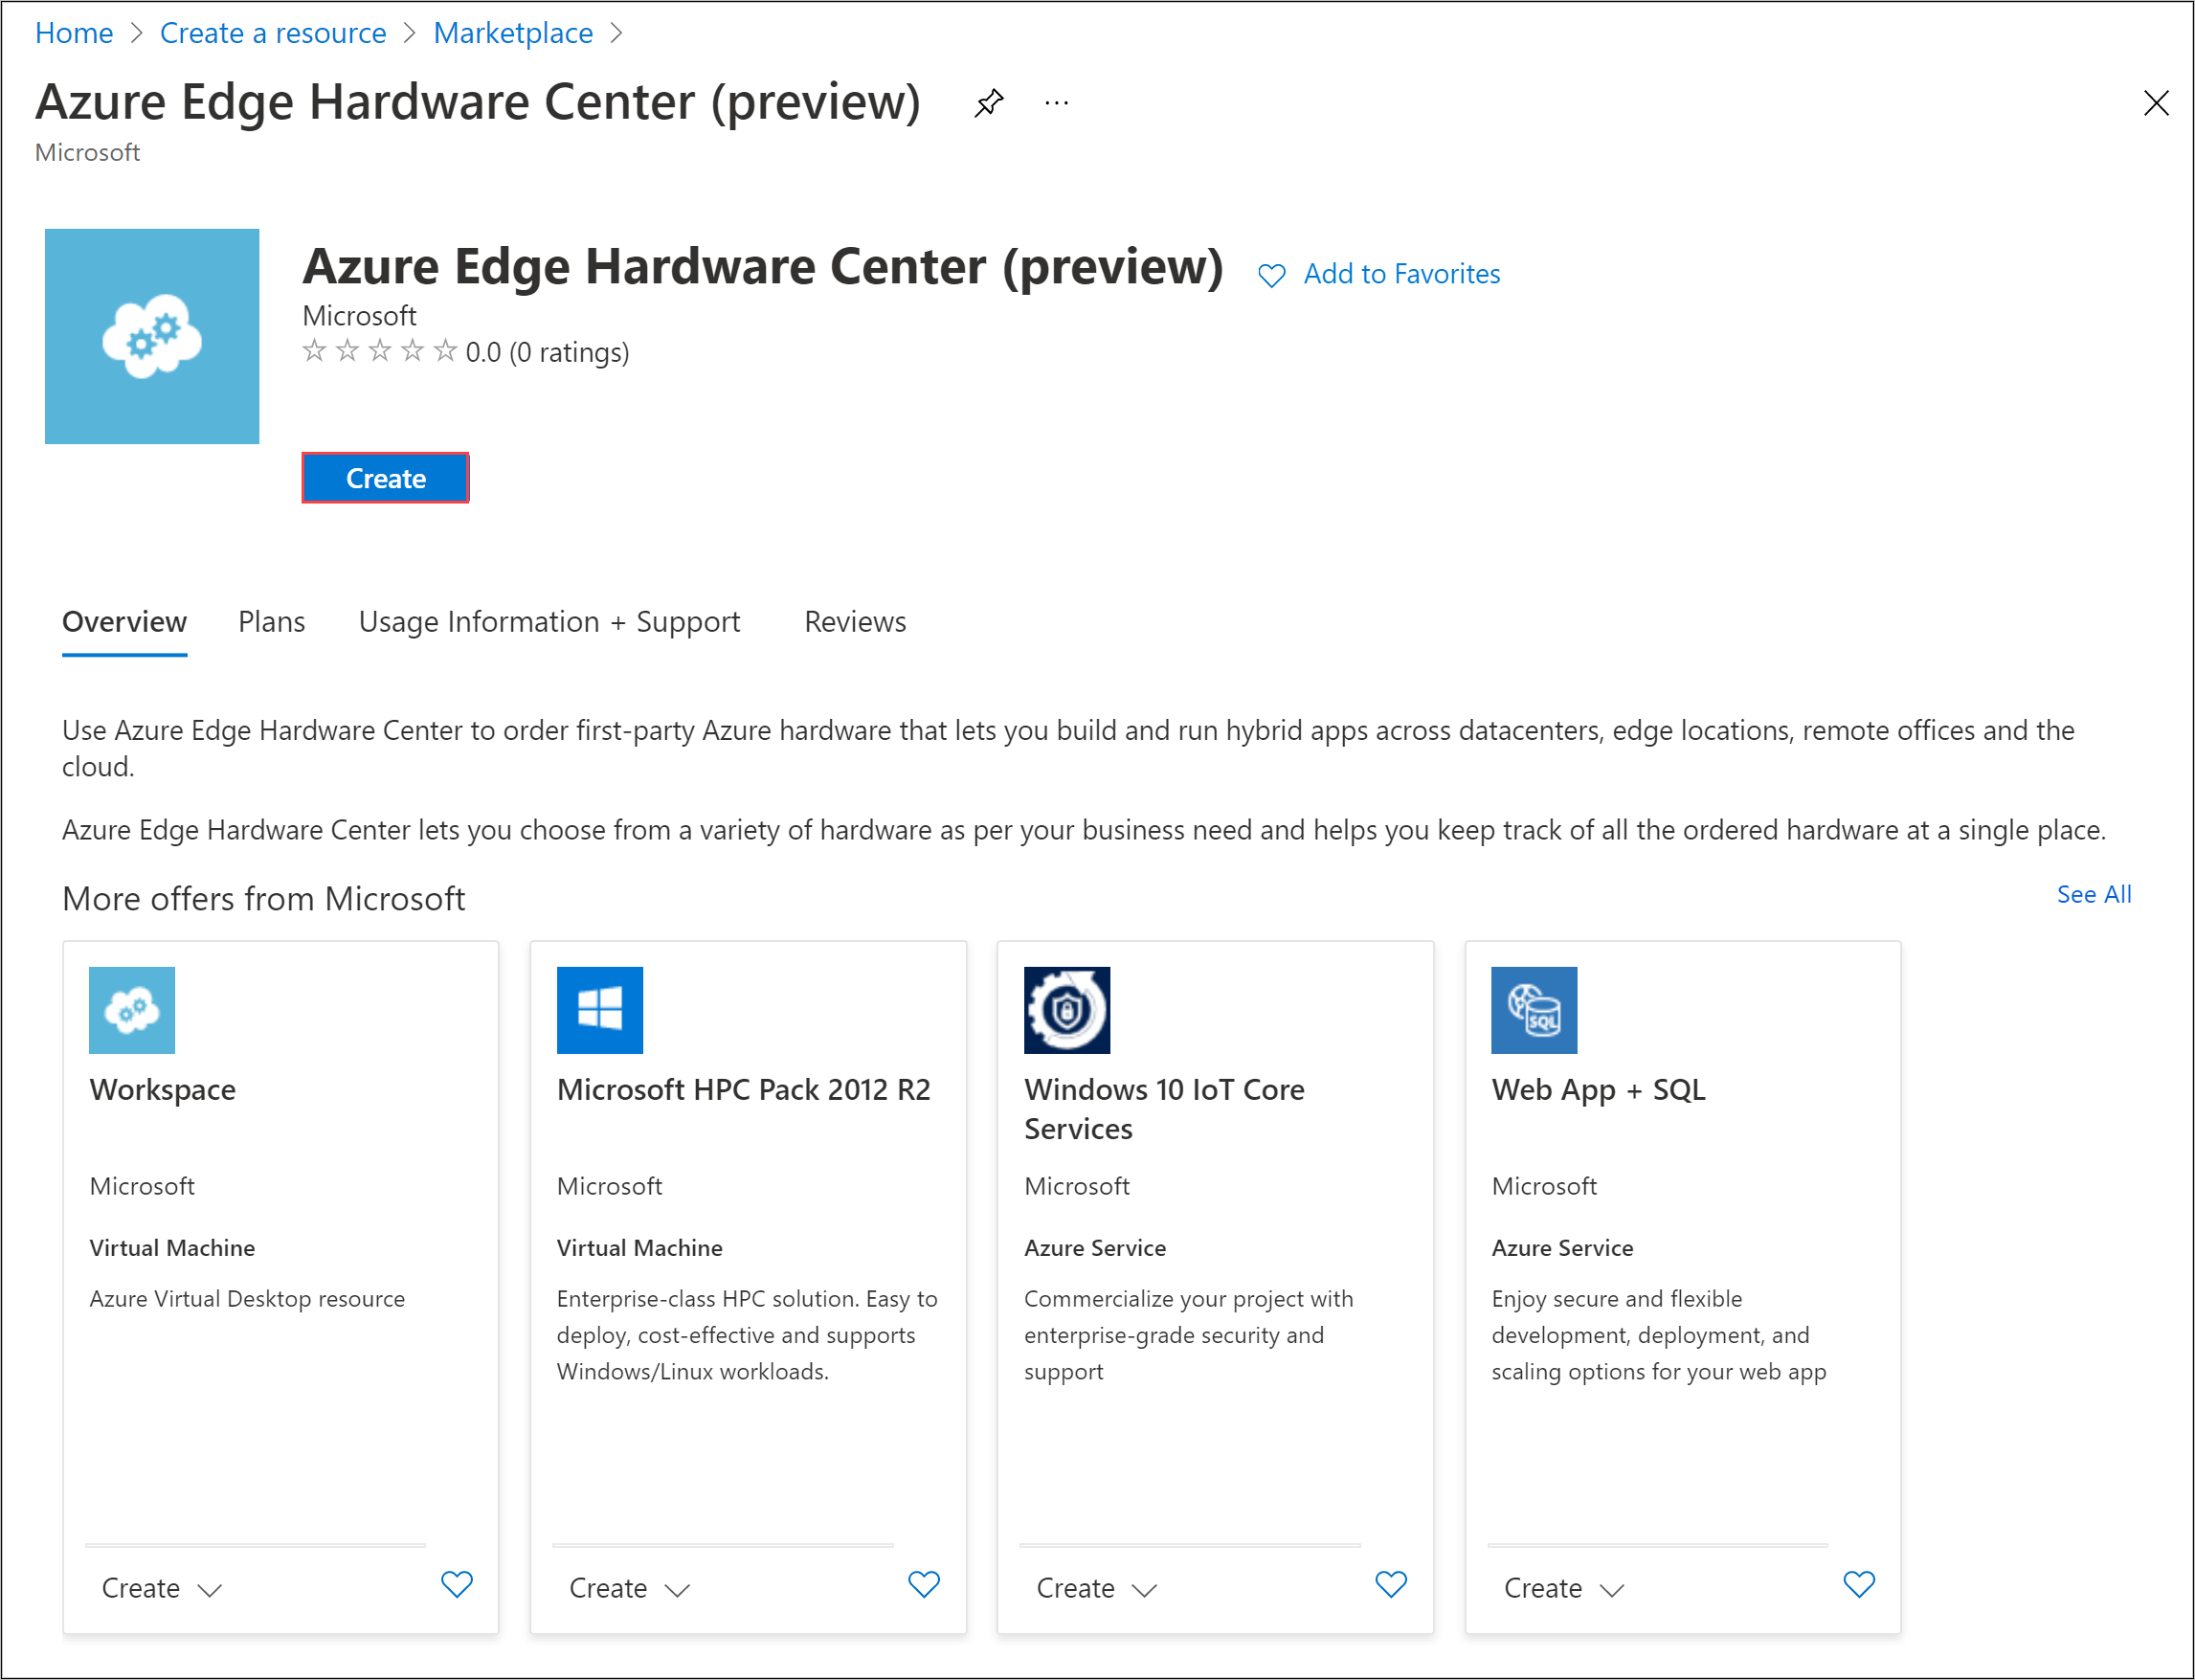 Home > Create a resource > Marketplace >
Azure Edge Hardware Center (preview) ...
Microsoft
Azure Edge Hardware Center (preview) Add to Favorites
Microsoft
0.0 (0 ratings)
Create
Overview Plans Usage Information + Support Reviews
Use Azure Edge Hardware Center to order first-party Azure hardware that lets you build and run hybrid apps across datacenters, edge locations, remote offices and the
cloud.
Azure Edge Hardware Center lets you choose from a variety of hardware as per your business need and helps you keep track of all the ordered hardware at a single place.
More offers from Microsoft
See All
Workspace
Microsoft
Virtual Machine
Azure Virtual Desktop resource
Create
Microsoft HPC Pack 2012 R2
Microsoft
Virtual Machine
Enterprise-class HPC solution. Easy to
deploy, cost-effective and supports
Windows/Linux workloads.
Create
Windows 10 IoT Core
Services
Microsoft
Azure Service
Commercialize your project with
enterprise-grade security and
support
Create
SQL
Web App + SQL
Microsoft
Azure Service
Enjoy secure and flexible
development, deployment, and
scaling options for your web app
Create